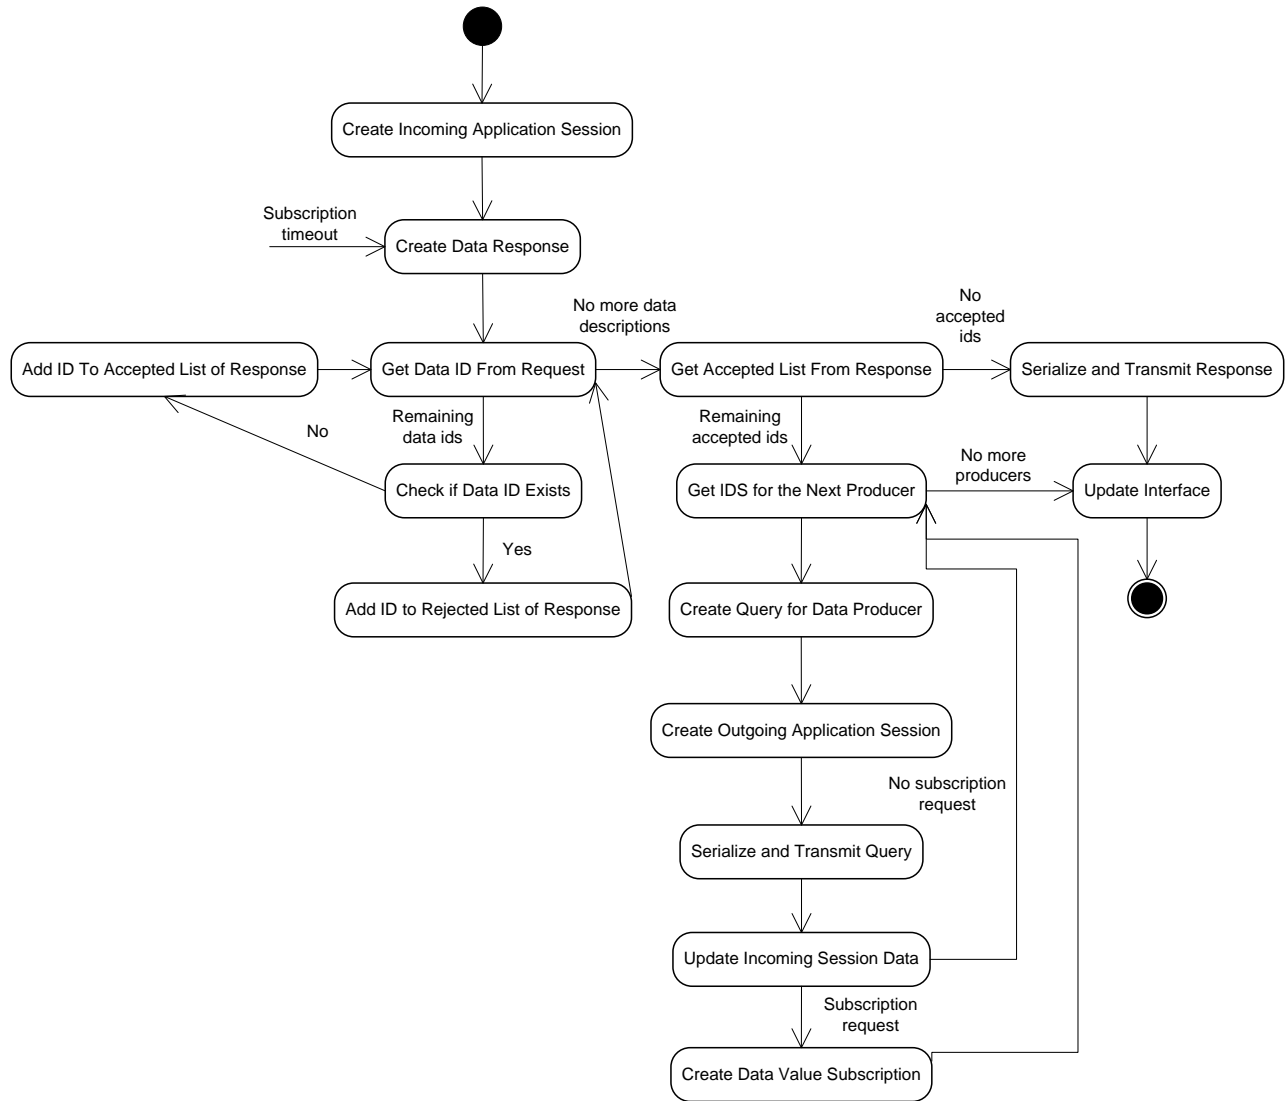 Create Incoming Application Session
Subscription
timeout
Create Data Response
No more data
descriptions
No
accepted
ids
Add ID To Accepted List of Response
Get Data ID From Request
Get Accepted List From Response
Serialize and Transmit Response
No
Remaining
data ids
Remaining
accepted ids
No more
producers
Check if Data ID Exists
Get IDS for the Next Producer
Update Interface
Yes
Add ID to Rejected List of Response
Create Query for Data Producer
Create Outgoing Application Session
No subscription
request
Serialize and Transmit Query
Update Incoming Session Data
Subscription
request
Create Data Value Subscription